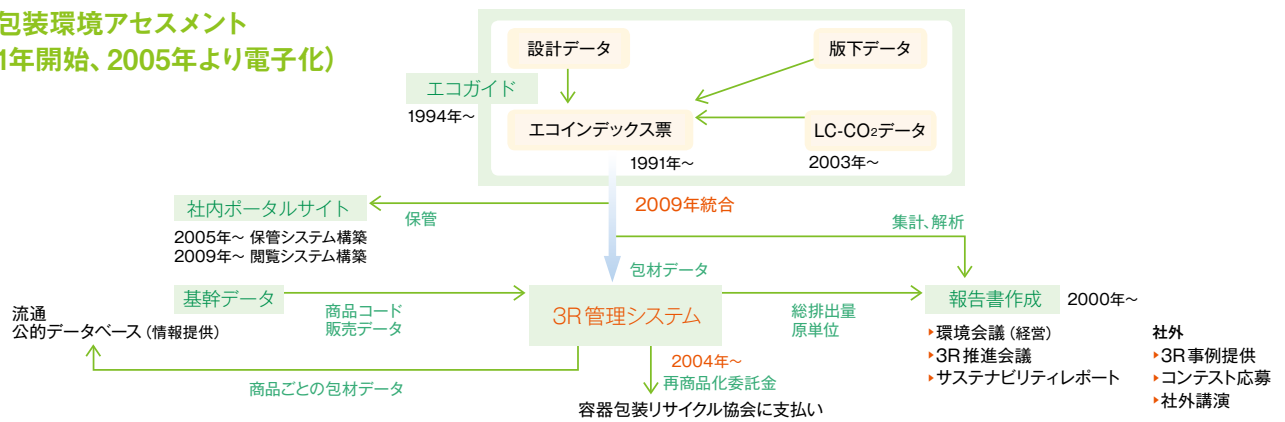 包装環境アセスメント
1年開始、2005年より電子化)
設計データ
版下データ
エコガイド
1994年~
エコインデックス票
LC-CO2データ
1991年~
2003年~
社内ポータルサイト
保管
2009年統合
集計、解析
2005年~ 保管システム構築
2009年~ 閲覧システム構築
包材データ
基幹データ
商品コード
販売データ
3R管理システム
総排出量
原単位
報告書作成
2000年~
流通
公的データベース(情報提供)
商品ごとの包材データ
2004年~
再商品化委託金
容器包装リサイクル協会に支払い
▸環境会議(経営)
▸3R推進会議
▸サステナビリティレポート
社外
▸3R事例提供
▸コンテスト応募
▸社外講演